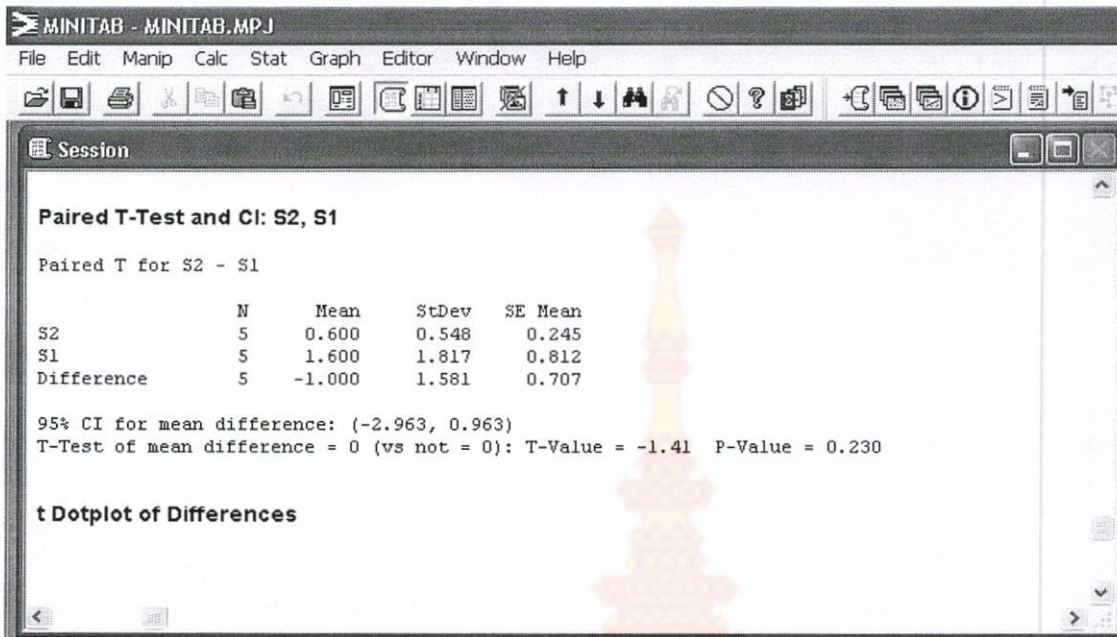 MINITAB - MINITAB.MPJ
File Edit Manip Calc Stat Graph Editor Window Help
Session
Paired T-Test and CI: S2, S1
Paired T for S2 - S1
N Mean StDev SE Mean
S2 5 0.600 0.548 0.245
S1 5 1.600 1.817 0.812
Difference 5 -1.000 1.581 0.707
95% CI for mean difference: (-2.963, 0.963)
T-Test of mean difference = 0 (vs not = 0): T-Value = -1.41 P-Value = 0.230
t Dotplot of Differences